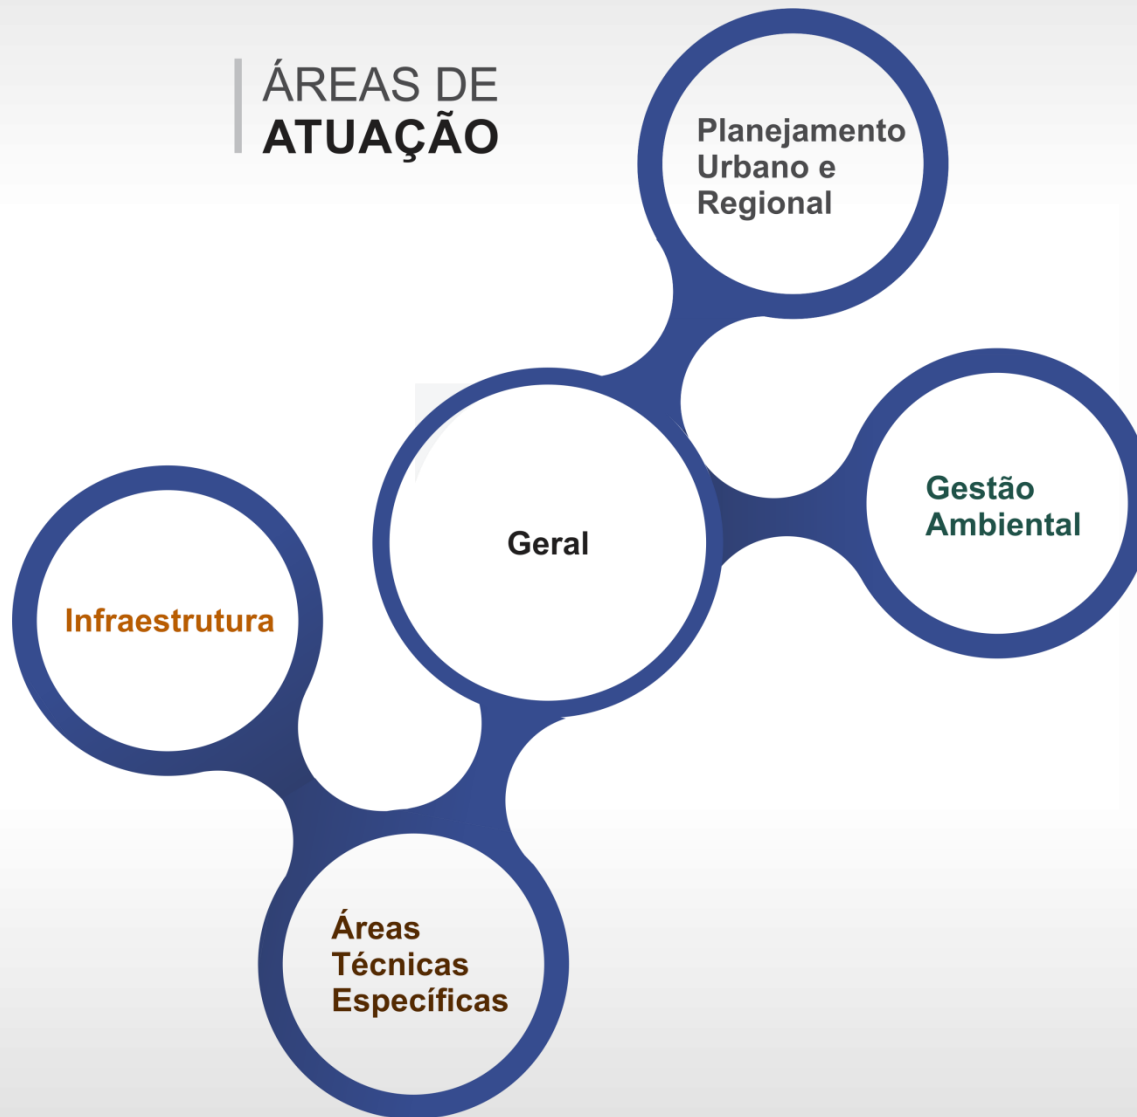 ÁREAS DE
ATUAÇÃO
Planejamento
Urbano e
Regional
Gestão
Ambiental
Geral
Infraestrutura
Áreas
Técnicas
Específicas